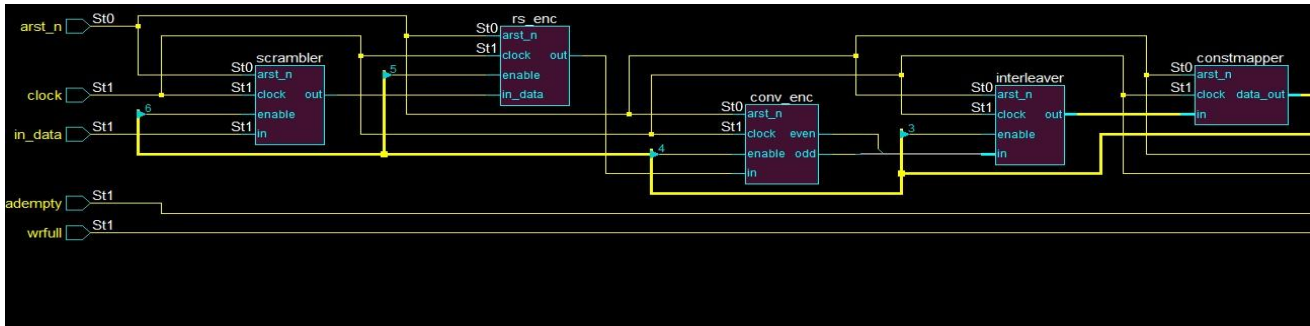 arst_n St0
clock St1
in_data St1
adempty St1
wrfull St1
scrambler
St0 arst_n
St1 clock out
6 enable
St1 in
rs_enc
St0 arst_n
St1 clock out
5 enable
in_data
conv_enc
St0 arst_n
St1 clock even
4 enable odd
in
interleaver
St0 arst_n
St1 clock out
3 enable
in
constmapper
St0 arst_n
St1 clock data_out
in